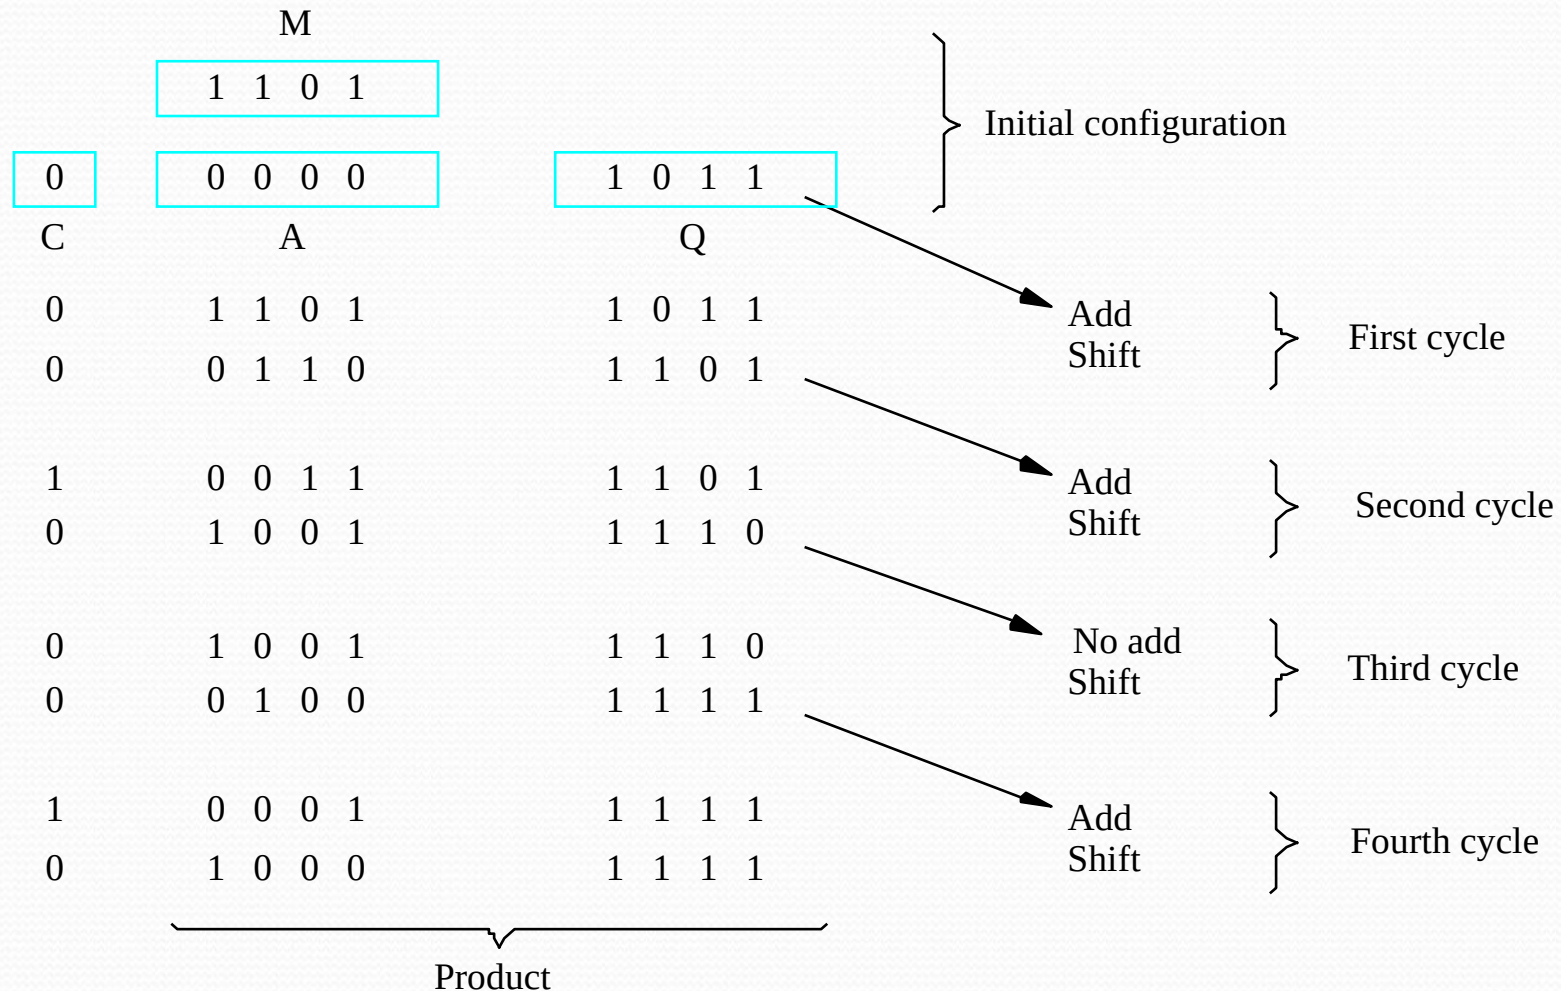 M
1 1 0 1
Initial configuration
0 0 0 0 0 1 0 1 1
C A Q
0 1 1 0 1 1 0 1 1 Add
0 0 1 1 0 1 1 0 1 Shift
First cycle
1 0 0 1 1 1 1 0 1 Add
0 1 0 0 1 1 1 1 0 Shift
Second cycle
0 1 0 0 1 1 1 1 0 No add
0 0 1 0 0 1 1 1 1 Shift
Third cycle
1 0 0 0 1 1 1 1 1 Add
0 1 0 0 0 1 1 1 1 Shift
Fourth cycle
Product